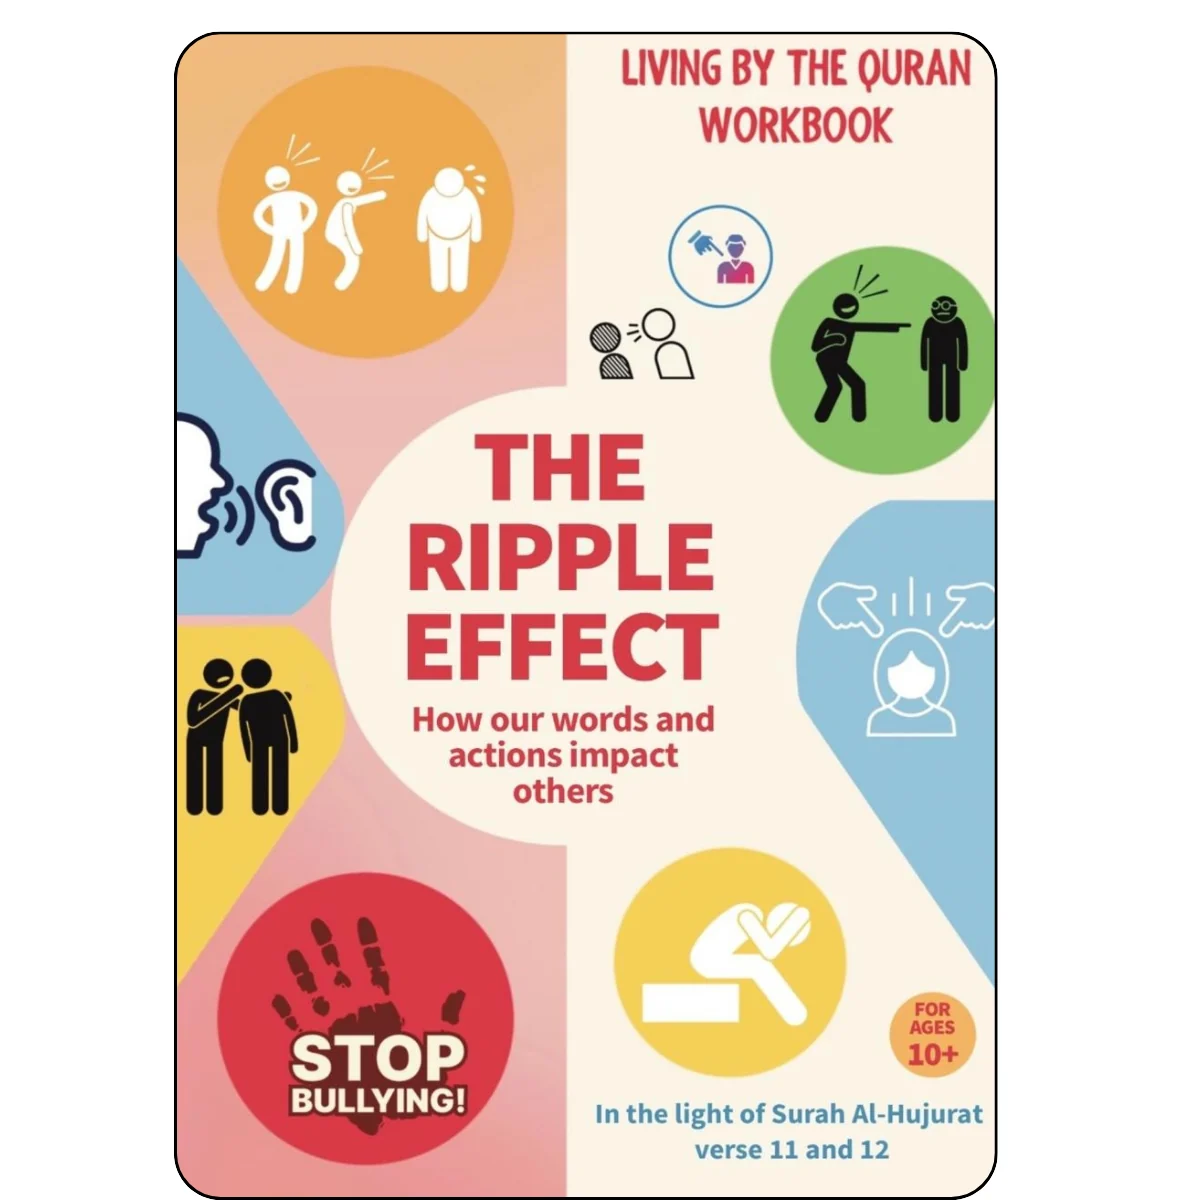 LIVING BY THE QURAN
WORKBOOK
THE
RIPPLE
EFFECT
How our words and
actions impact
others
STOP
BULLYING!
FOR
AGES
10+
In the light of Surah Al-Hujurat
verse 11 and 12